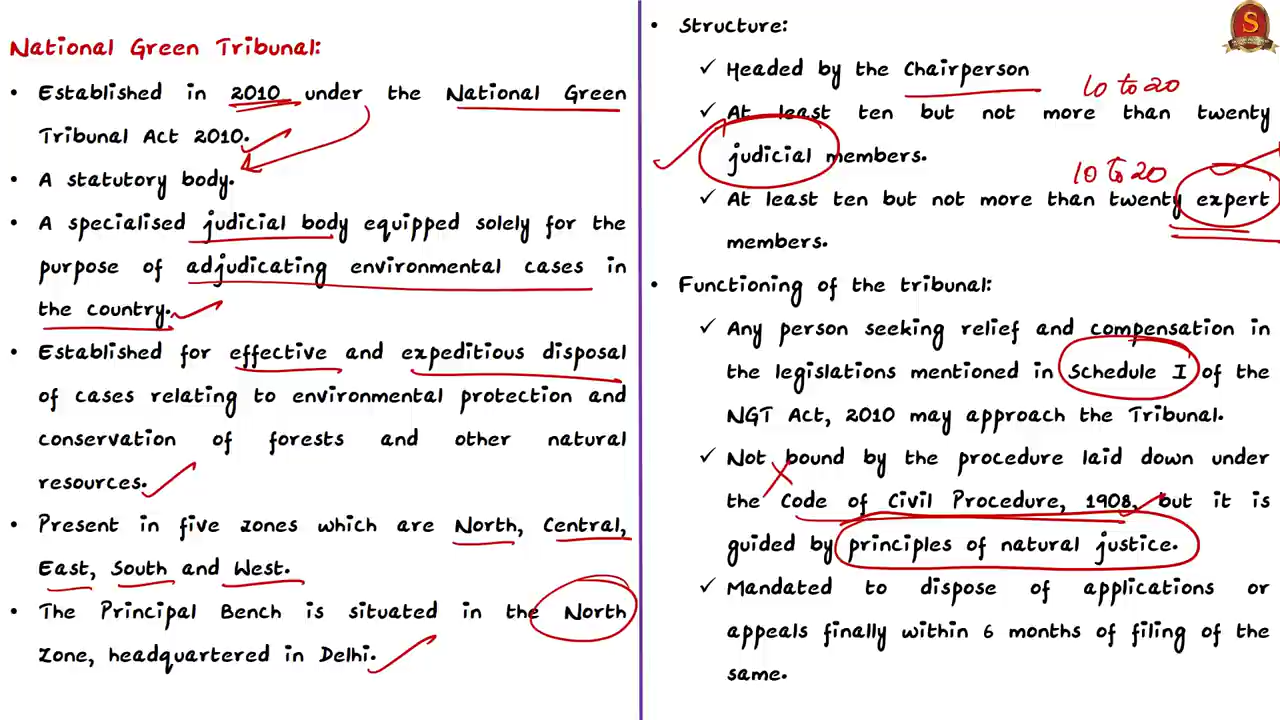 National Green Tribunal:
• Established in 2010 under the National Green
Tribunal Act 2010.
• A statutory body.
• A specialised judicial body equipped solely for the
purpose of adjudicating environmental cases in
the country.
• Established for effective and expeditious disposal
of cases relating to environmental protection and
conservation of forests and other natural
resources.
• Present in five zones which are North, Central,
East, South and West.
• The Principal Bench is situated in the North
Zone, headquartered in Delhi.
• Structure:
✓ Headed by the Chairperson
10 to 20
✓ At least ten but not more than twenty
judicial members.
10 to 20
✓ At least ten but not more than twenty expert
members.
• Functioning of the tribunal:
✓ Any person seeking relief and compensation in
the legislations mentioned in Schedule I of the
NGT Act, 2010 may approach the Tribunal.
✓ Not bound by the procedure laid down under
the Code of Civil Procedure, 1908, but it is
guided by principles of natural justice.
✓ Mandated to dispose of applications or
appeals finally within 6 months of filing of the
same.
S